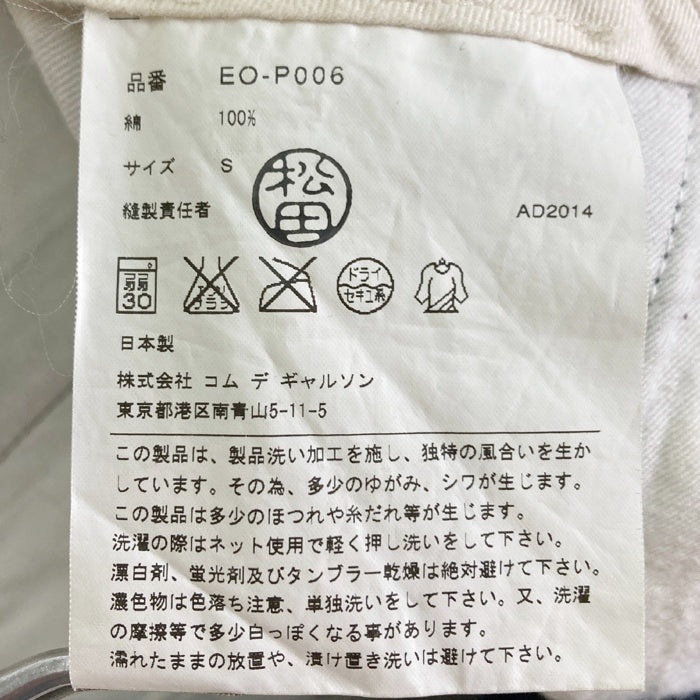 品番 EO-P006
綿 100%
サイズ S
松田
縫製責任者 AD2014
弱 30
エンソ ブラシ
ドライ セキユ系
日本製
株式会社 コム デ ギャルソン
東京都港区南青山5-11-5
この製品は、製品洗い加工を施し、独特の風合いを生か
しています。その為、多少のゆがみ、シワが生じます。
この製品は多少のほつれや糸だれ等が生じます。
洗濯の際はネット使用で軽く押し洗いをして下さい。
漂白剤、蛍光剤及びタンブラー乾燥は絶対避けて下さい。
濃色物は色落ち注意、単独洗いをして下さい。又、洗濯
の摩擦等で多少白っぽくなる事があります。
濡れたままの放置や、漬け置き洗いは避けて下さい。